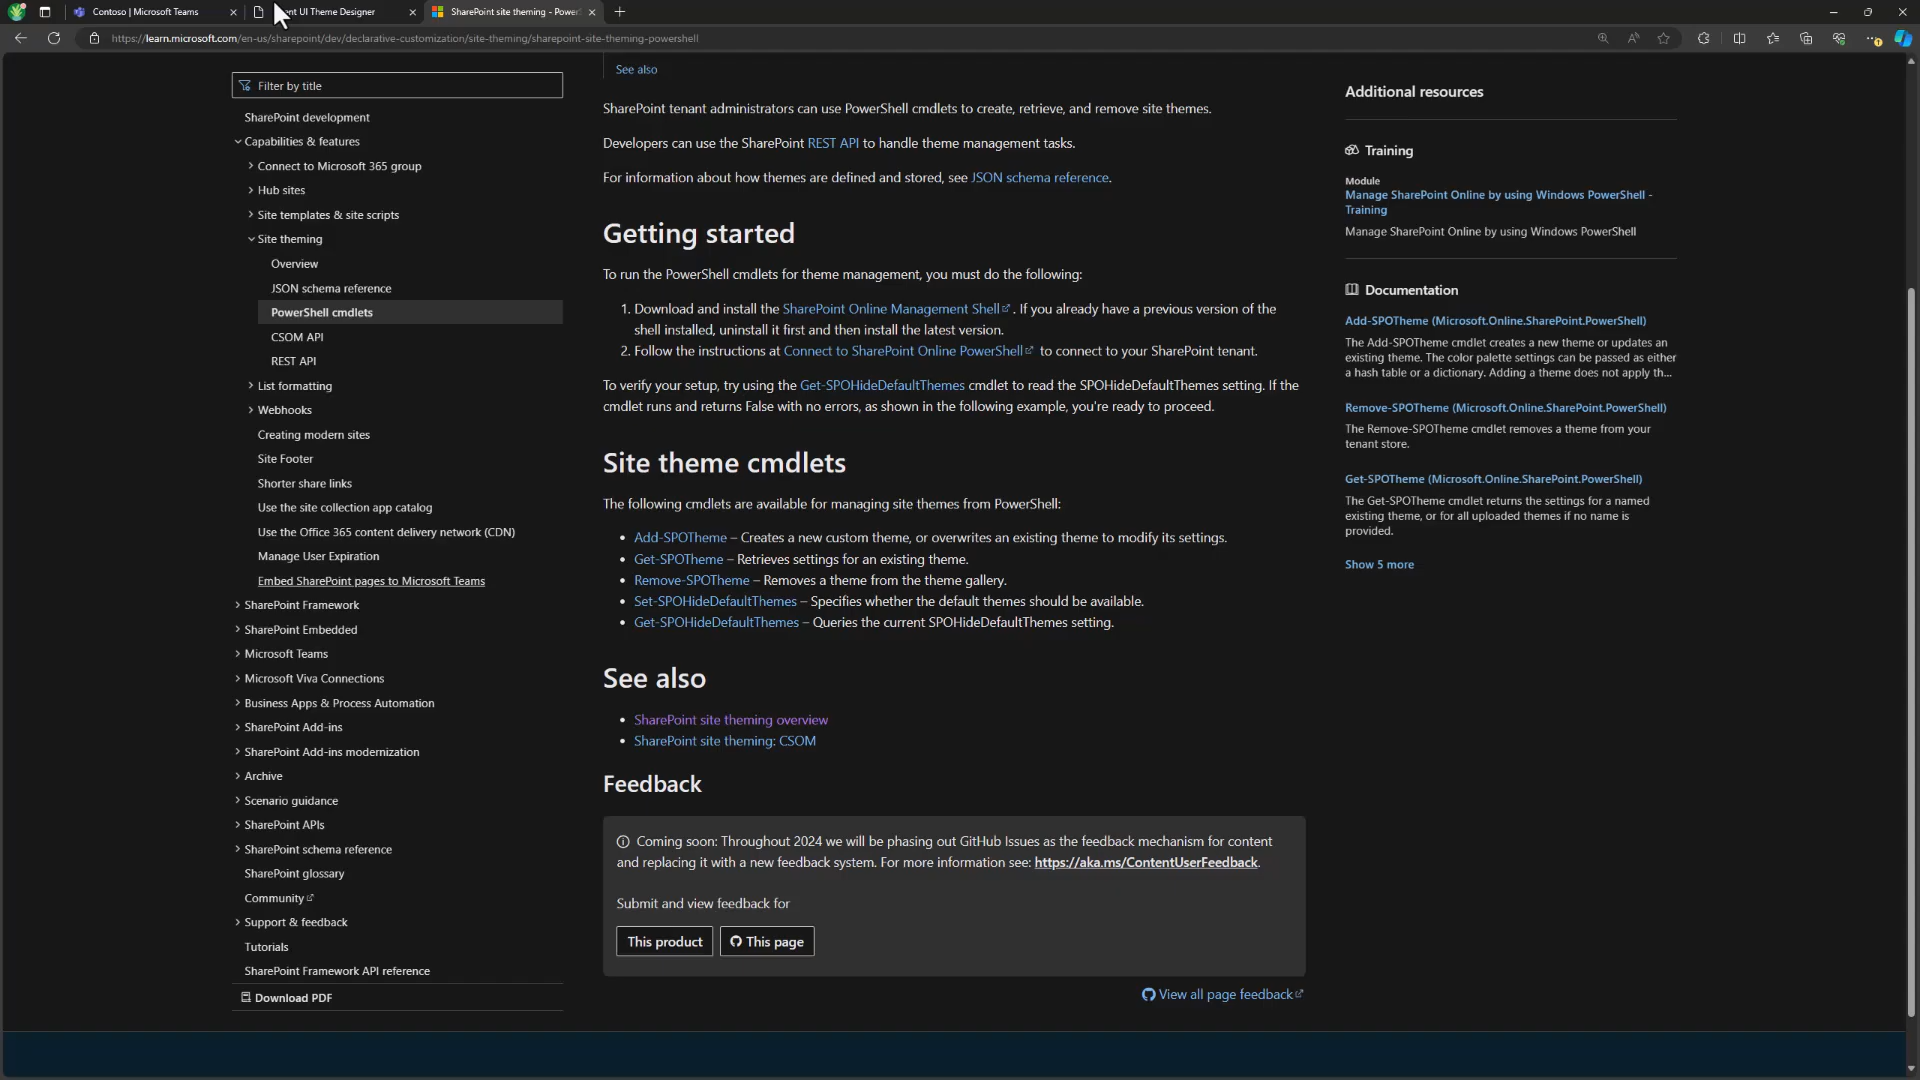 Contoso | Microsoft Teams
ent UI Theme Designer
SharePoint site theming - Power
https://learn.microsoft.com/en-us/sharepoint/dev/declarative-customization/site-theming/sharepoint-site-theming-powershell
Filter by title
SharePoint development
Capabilities & features
Connect to Microsoft 365 group
Hub sites
Site templates & site scripts
Site theming
Overview
JSON schema reference
PowerShell cmdlets
CSOM API
REST API
List formatting
Webhooks
Creating modern sites
Site Footer
Shorter share links
Use the site collection app catalog
Use the Office 365 content delivery network (CDN)
Manage User Expiration
Embed SharePoint pages to Microsoft Teams
SharePoint Framework
SharePoint Embedded
Microsoft Teams
Microsoft Viva Connections
Business Apps & Process Automation
SharePoint Add-ins
SharePoint Add-ins modernization
Archive
Scenario guidance
SharePoint APIs
SharePoint schema reference
SharePoint glossary
Community
Support & feedback
Tutorials
SharePoint Framework API reference
Download PDF
See also
SharePoint tenant administrators can use PowerShell cmdlets to create, retrieve, and remove site themes.
Developers can use the SharePoint REST API to handle theme management tasks.
For information about how themes are defined and stored, see JSON schema reference.
Getting started
To run the PowerShell cmdlets for theme management, you must do the following:
1. Download and install the SharePoint Online Management Shell. If you already have a previous version of the
shell installed, uninstall it first and then install the latest version.
2. Follow the instructions at Connect to SharePoint Online PowerShell to connect to your SharePoint tenant.
To verify your setup, try using the Get-SPOHideDefaultThemes cmdlet to read the SPOHideDefaultThemes setting. If the
cmdlet runs and returns False with no errors, as shown in the following example, you're ready to proceed.
Site theme cmdlets
The following cmdlets are available for managing site themes from PowerShell:
• Add-SPOTheme – Creates a new custom theme, or overwrites an existing theme to modify its settings.
• Get-SPOTheme – Retrieves settings for an existing theme.
• Remove-SPOTheme – Removes a theme from the theme gallery.
• Set-SPOHideDefaultThemes – Specifies whether the default themes should be available.
• Get-SPOHideDefaultThemes – Queries the current SPOHideDefaultThemes setting.
See also
• SharePoint site theming overview
• SharePoint site theming: CSOM
Feedback
Coming soon: Throughout 2024 we will be phasing out GitHub Issues as the feedback mechanism for content
and replacing it with a new feedback system. For more information see: https://aka.ms/ContentUserFeedback.
Submit and view feedback for
This product
This page
View all page feedback
Additional resources
Training
Module
Manage SharePoint Online by using Windows PowerShell -
Training
Manage SharePoint Online by using Windows PowerShell
Documentation
Add-SPOTheme (Microsoft.Online.SharePoint.PowerShell)
The Add-SPOTheme cmdlet creates a new theme or updates an
existing theme. The color palette settings can be passed as either
a hash table or a dictionary. Adding a theme does not apply th...
Remove-SPOTheme (Microsoft.Online.SharePoint.PowerShell)
The Remove-SPOTheme cmdlet removes a theme from your
tenant store.
Get-SPOTheme (Microsoft.Online.SharePoint.PowerShell)
The Get-SPOTheme cmdlet returns the settings for a named
existing theme, or for all uploaded themes if no name is
provided.
Show 5 more